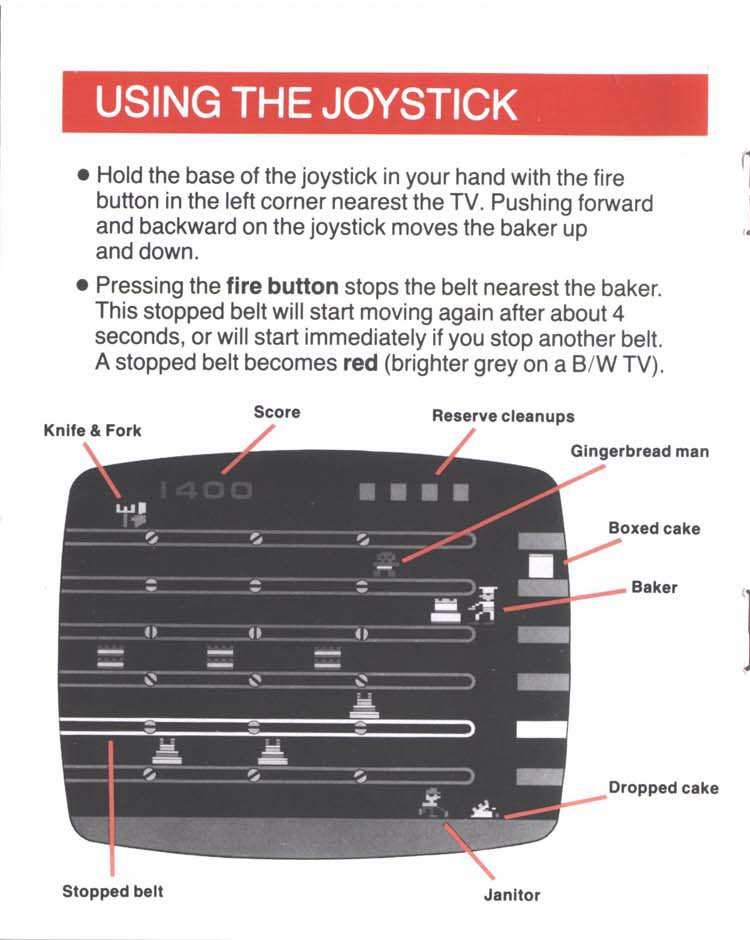 USING THE JOYSTICK
● Hold the base of the joystick in your hand with the fire
button in the left corner nearest the TV. Pushing forward
and backward on the joystick moves the baker up
and down.
● Pressing the fire button stops the belt nearest the baker.
This stopped belt will start moving again after about 4
seconds, or will start immediately if you stop another belt.
A stopped belt becomes red (brighter grey on a B/W TV).
Score
Reserve cleanups
Knife & Fork
Gingerbread man
1400
Boxed cake
Baker
Dropped cake
Stopped belt
Janitor